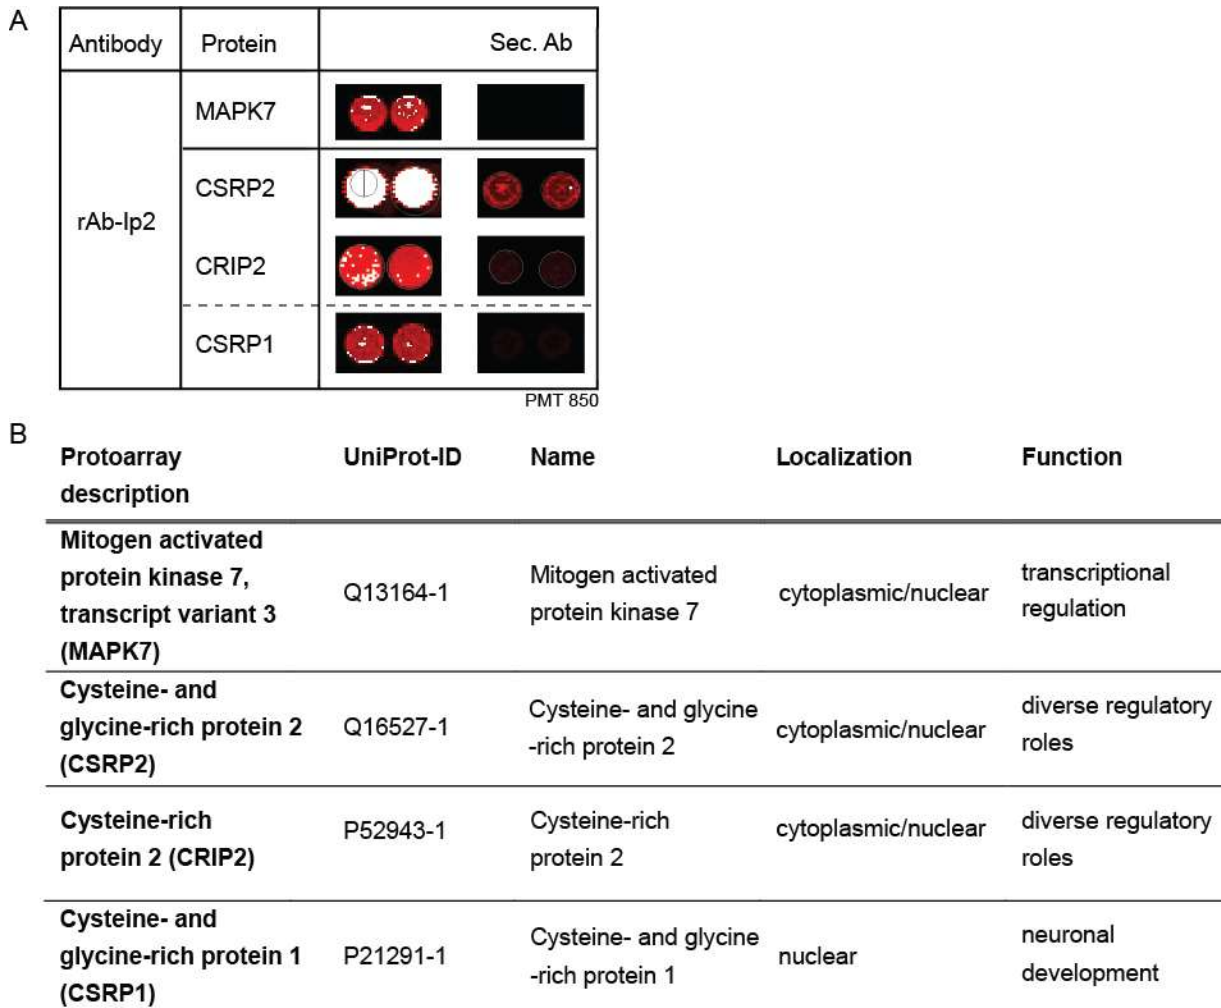 A
Antibody Protein Sec. Ab
MAPK7
CSRP2
rAb-Ip2
CRIP2
CSRP1
PMT 850
B
Protoarray description UniProt-ID Name Localization Function
Mitogen activated
protein kinase 7,
transcript variant 3
(MAPK7)
Q13164-1
Mitogen activated
protein kinase 7
cytoplasmic/nuclear
transcriptional
regulation
Cysteine- and
glycine-rich protein 2
(CSRP2)
Q16527-1
Cysteine- and glycine
-rich protein 2
cytoplasmic/nuclear
diverse regulatory
roles
Cysteine-rich
protein 2 (CRIP2)
P52943-1
Cysteine-rich
protein 2
cytoplasmic/nuclear
diverse regulatory
roles
Cysteine- and
glycine-rich protein 1
(CSRP1)
P21291-1
Cysteine- and glycine
-rich protein 1
nuclear
neuronal
development